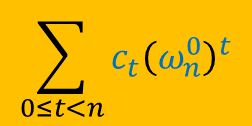 ∑ c_t(ω_n^0)^t
0≤t<n